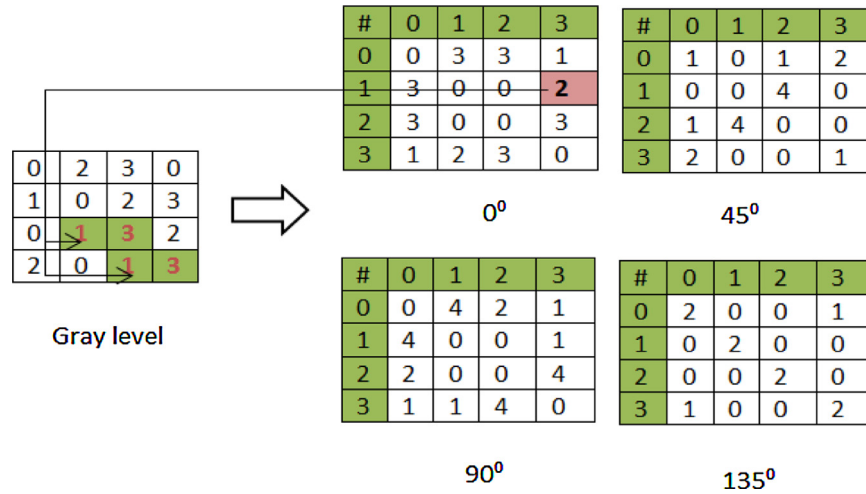 # 0 1 2 3
0 0 3 3 1
1 3 0 0 2
2 3 0 0 3
3 1 2 3 0
0⁰
# 0 1 2 3
0 1 0 1 2
1 0 0 4 0
2 1 4 0 0
3 2 0 0 1
45⁰
0 2 3 0
1 0 2 3
0 1 3 2
2 0 1 3
Gray level
# 0 1 2 3
0 0 4 2 1
1 4 0 0 1
2 2 0 0 4
3 1 1 4 0
90⁰
# 0 1 2 3
0 2 0 0 1
1 0 2 0 0
2 0 0 2 0
3 1 0 0 2
135⁰